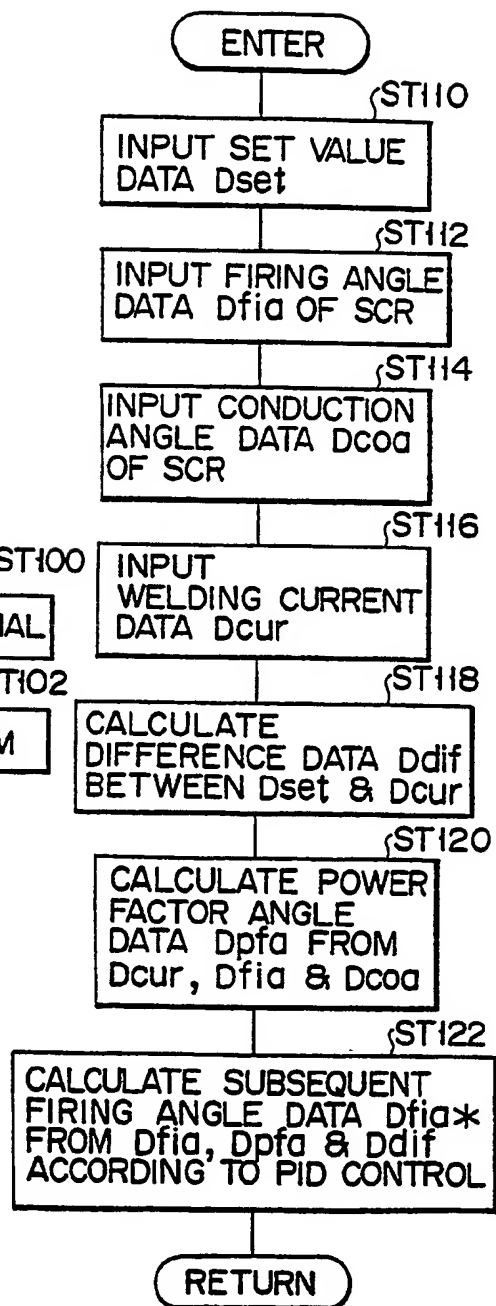 ENTER
ST110
INPUT SET VALUE
DATA Dset
ST112
INPUT FIRING ANGLE
DATA Dfia OF SCR
ST114
INPUT CONDUCTION
ANGLE DATA Dcoa
OF SCR
ST116
INPUT
WELDING CURRENT
DATA Dcur
ST100
ST118
CALCULATE
DIFFERENCE DATA Ddif
BETWEEN Dset & Dcur
ST120
CALCULATE POWER
FACTOR ANGLE
DATA Dpfa FROM
Dcur, Dfia & Dcoa
ST122
CALCULATE SUBSEQUENT
FIRING ANGLE DATA Dfia*
FROM Dfia, Dpfa & Ddif
ACCORDING TO PID CONTROL
RETURN